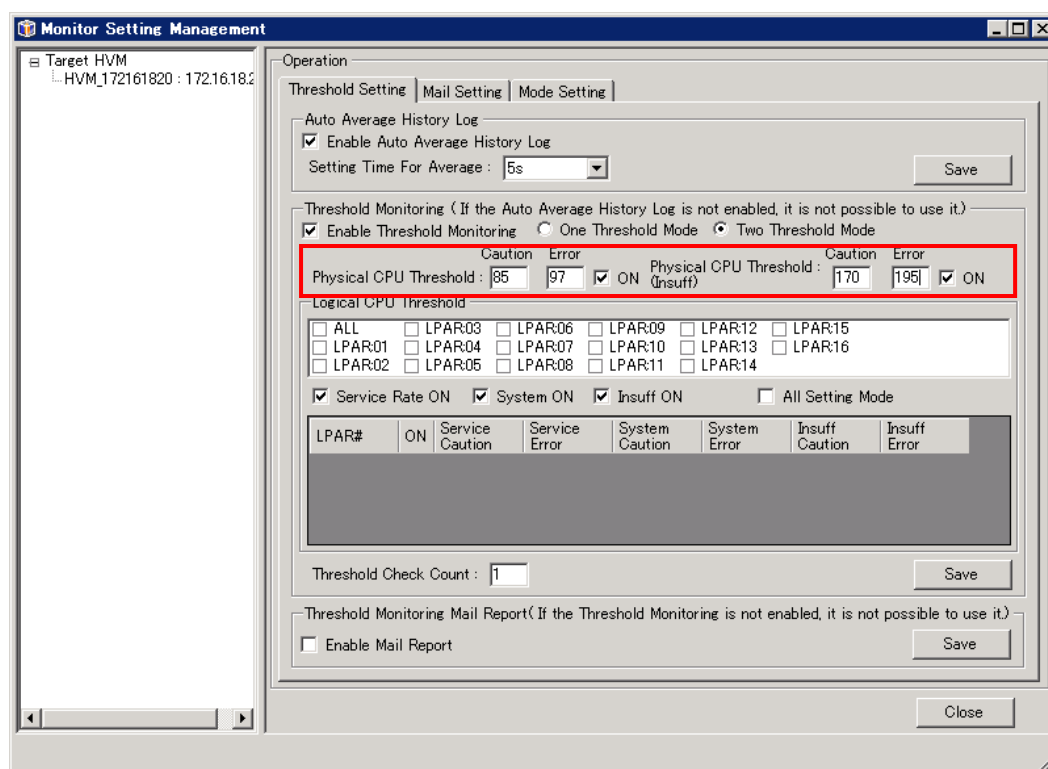 Monitor Setting Management
Target HVM
HVM_172161820 : 172.16.18.2
Operation
Threshold Setting Mail Setting Mode Setting
Auto Average History Log
Enable Auto Average History Log
Setting Time For Average : 5s Save
Threshold Monitoring ( If the Auto Average History Log is not enabled, it is not possible to use it.)
Enable Threshold Monitoring One Threshold Mode Two Threshold Mode
Caution Error Caution Error
Physical CPU Threshold : 85 97 ON Physical CPU Threshold : 170 195 ON
(Insuff)
Logical CPU Threshold
ALL LPAR:03 LPAR:06 LPAR:09 LPAR:12 LPAR:15
LPAR:01 LPAR:04 LPAR:07 LPAR:10 LPAR:13 LPAR:16
LPAR:02 LPAR:05 LPAR:08 LPAR:11 LPAR:14
Service Rate ON System ON Insuff ON All Setting Mode
LPAR# ON Service Service System System Insuff Insuff
Caution Error Caution Error Caution Error
Threshold Check Count : 1 Save
Threshold Monitoring Mail Report( If the Threshold Monitoring is not enabled, it is not possible to use it.)
Enable Mail Report Save
Close